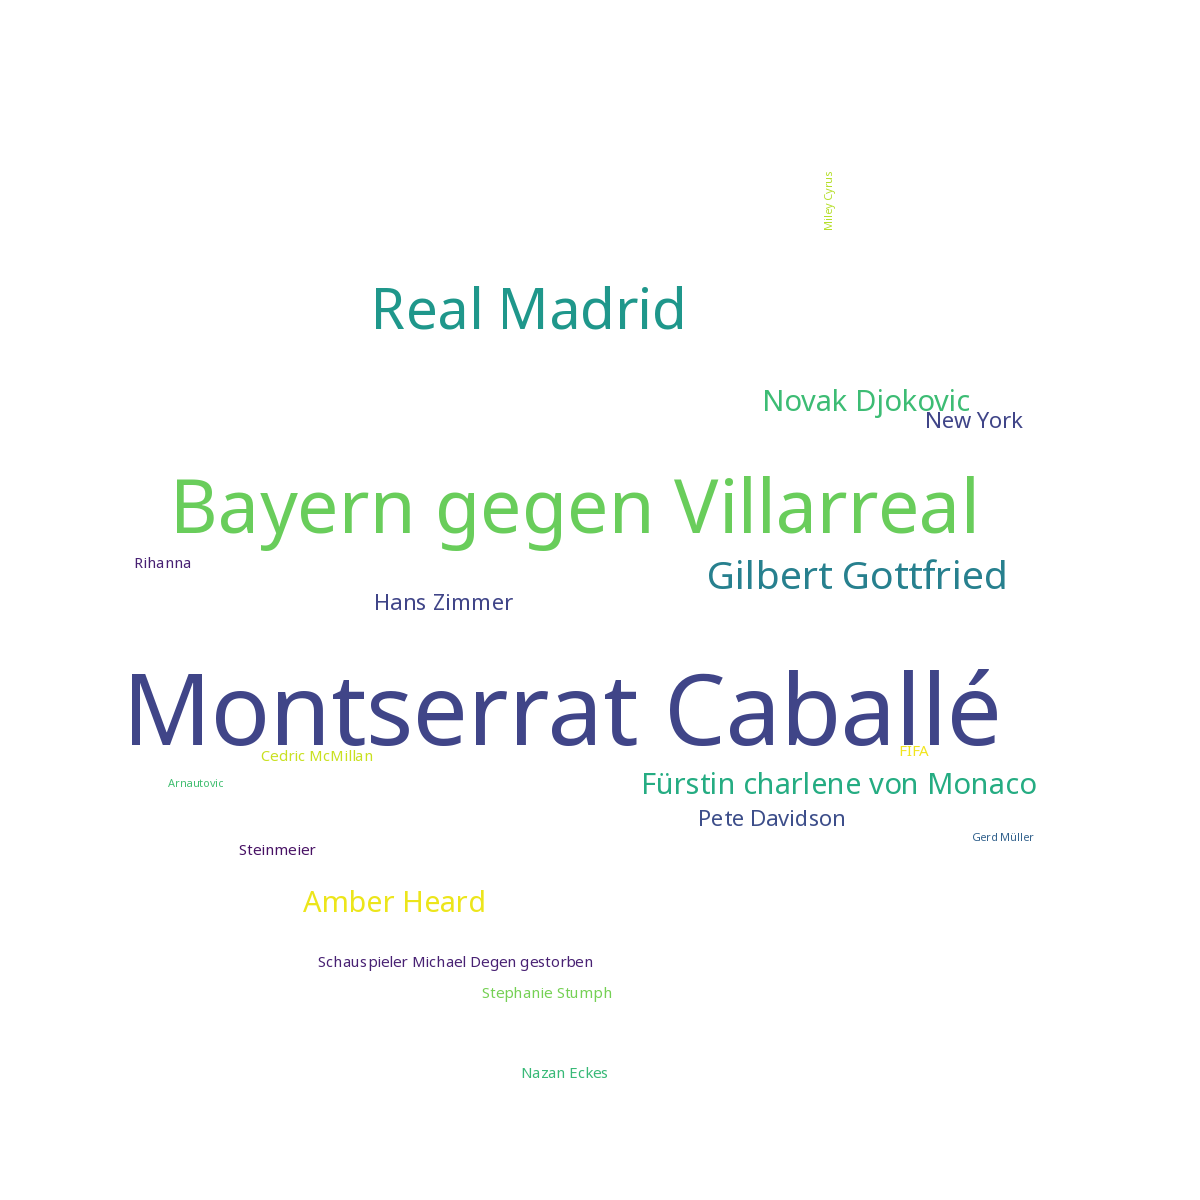 Miley Cyrus
Real Madrid
Novak Djokovic
New York
Bayern gegen Villarreal
Rihanna
Gilbert Gottfried
Hans Zimmer
Montserrat Caballé
Cedric McMillan
FIFA
Arnautovic
Fürstin charlene von Monaco
Pete Davidson
Gerd Müller
Steinmeier
Amber Heard
Schauspieler Michael Degen gestorben
Stephanie Stumph
Nazan Eckes